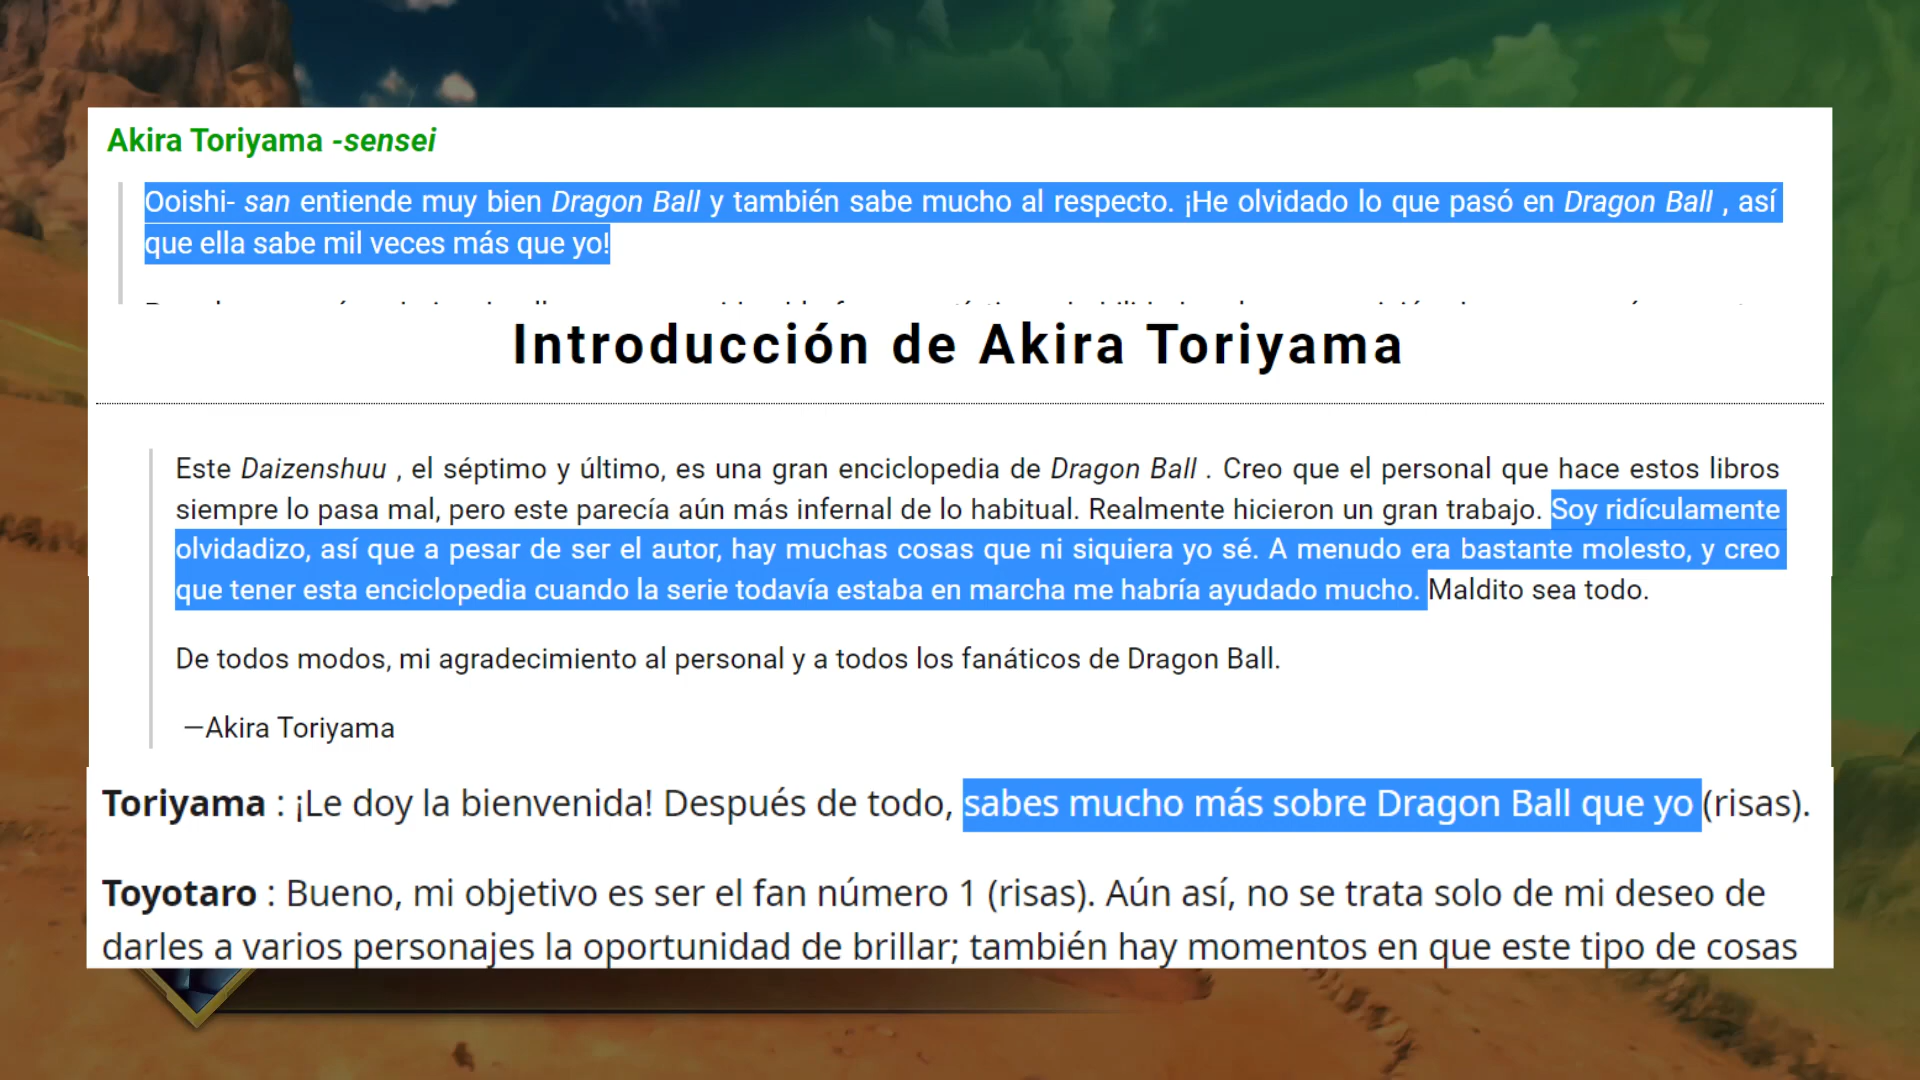 Akira Toriyama -sensei
Ooishi- san entiende muy bien Dragon Ball y también sabe mucho al respecto. ¡He olvidado lo que pasó en Dragon Ball , así
que ella sabe mil veces más que yo!
Introducción de Akira Toriyama
Este Daizenshuu , el séptimo y último, es una gran enciclopedia de Dragon Ball . Creo que el personal que hace estos libros
siempre lo pasa mal, pero este parecía aún más infernal de lo habitual. Realmente hicieron un gran trabajo. Soy ridículamente
olvidadizo, así que a pesar de ser el autor, hay muchas cosas que ni siquiera yo sé. A menudo era bastante molesto, y creo
que tener esta enciclopedia cuando la serie todavía estaba en marcha me habría ayudado mucho. Maldito sea todo.
De todos modos, mi agradecimiento al personal y a todos los fanáticos de Dragon Ball.
—Akira Toriyama
Toriyama : ¡Le doy la bienvenida! Después de todo, sabes mucho más sobre Dragon Ball que yo (risas).
Toyotaro : Bueno, mi objetivo es ser el fan número 1 (risas). Aún así, no se trata solo de mi deseo de
darles a varios personajes la oportunidad de brillar; también hay momentos en que este tipo de cosas